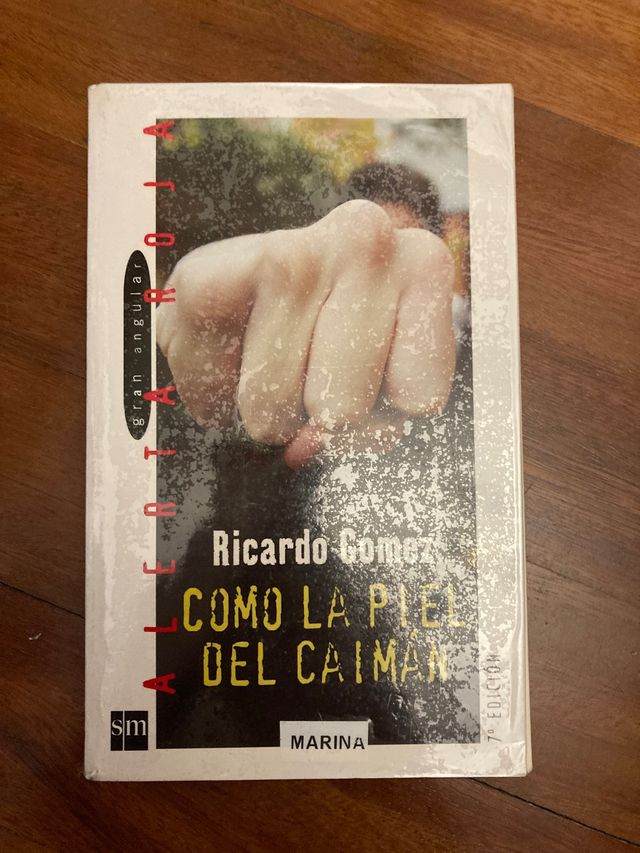 ALERTA ROJA
gran angular
Ricardo Gómez
COMO LA PIEL
DEL CAIMÁN
7ª EDICIÓN
sm
MARINA